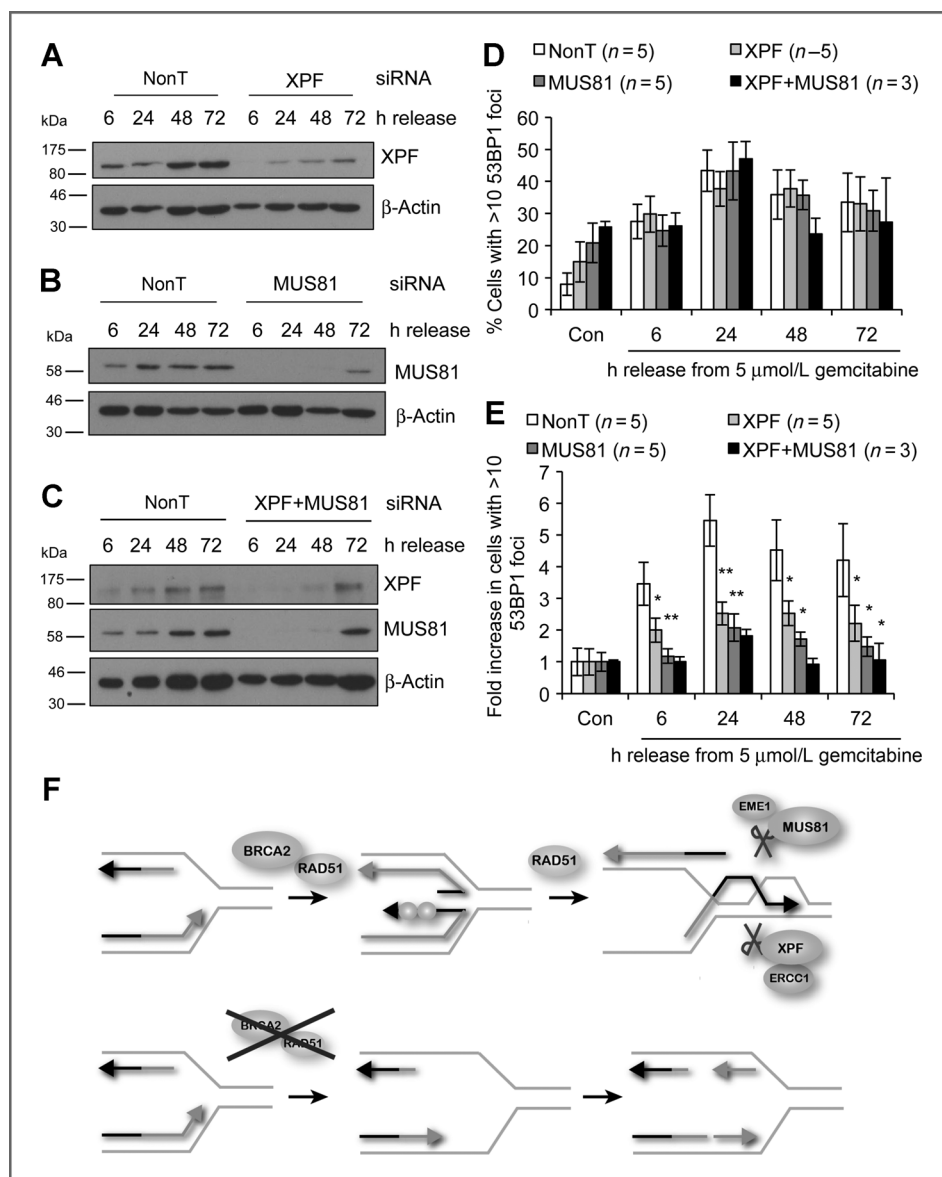 A
NonT XPF siRNA
6 24 48 72 6 24 48 72 h release
kDa
175
80
XPF
46
30
β-Actin
B
NonT MUS81 siRNA
6 24 48 72 6 24 48 72 h release
kDa
58
MUS81
46
30
β-Actin
C
NonT XPF+MUS81 siRNA
6 24 48 72 6 24 48 72 h release
kDa
175
80
XPF
58
MUS81
46
30
β-Actin
D
NonT (n = 5) XPF (n–5)
MUS81 (n = 5) XPF+MUS81 (n = 3)
% Cells with >10 53BP1 foci
60
50
40
30
20
10
0
Con 6 24 48 72
h release from 5 µmol/L gemcitabine
E
NonT (n = 5) XPF (n = 5)
MUS81 (n = 5) XPF+MUS81 (n = 3)
Fold increase in cells with >10
53BP1 foci
7
6
5
4
3
2
1
0
* ** ** ** * * * * *
Con 6 24 48 72
h release from 5 µmol/L gemcitabine
F
BRCA2
RAD51
RAD51
EME1
MUS81
XPF
ERCC1
BRCA2
RAD51